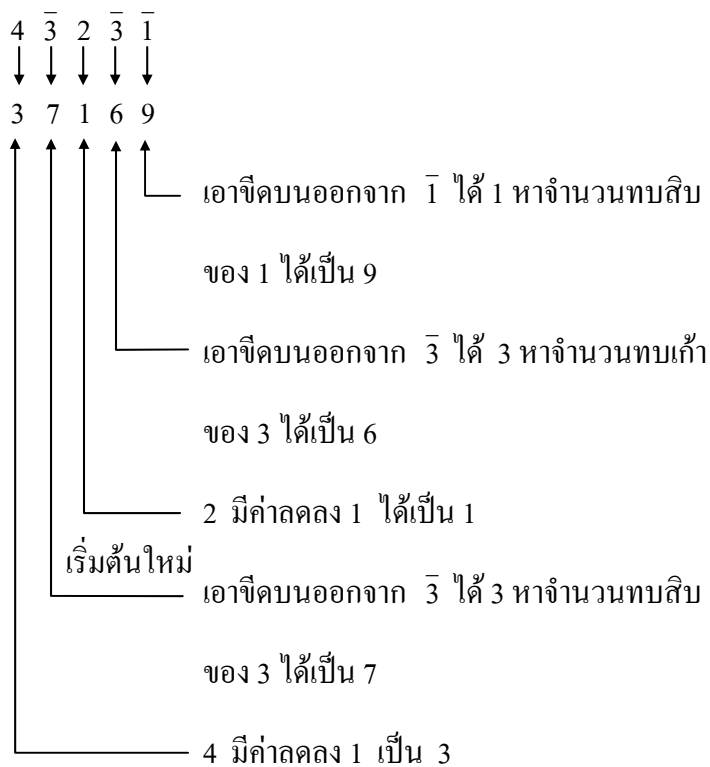 4 3̅ 2 3̅ 1̅
3 7 1 6 9
เอาขีดบนออกจาก 1̅ ได้ 1 หาจำนวนทบสิบ
ของ 1 ได้เป็น 9
เอาขีดบนออกจาก 3̅ ได้ 3 หาจำนวนทบเก้า
ของ 3 ได้เป็น 6
2 มีค่าลดลง 1 ได้เป็น 1
เริ่มต้นใหม่
เอาขีดบนออกจาก 3̅ ได้ 3 หาจำนวนทบสิบ
ของ 3 ได้เป็น 7
4 มีค่าลดลง 1 เป็น 3